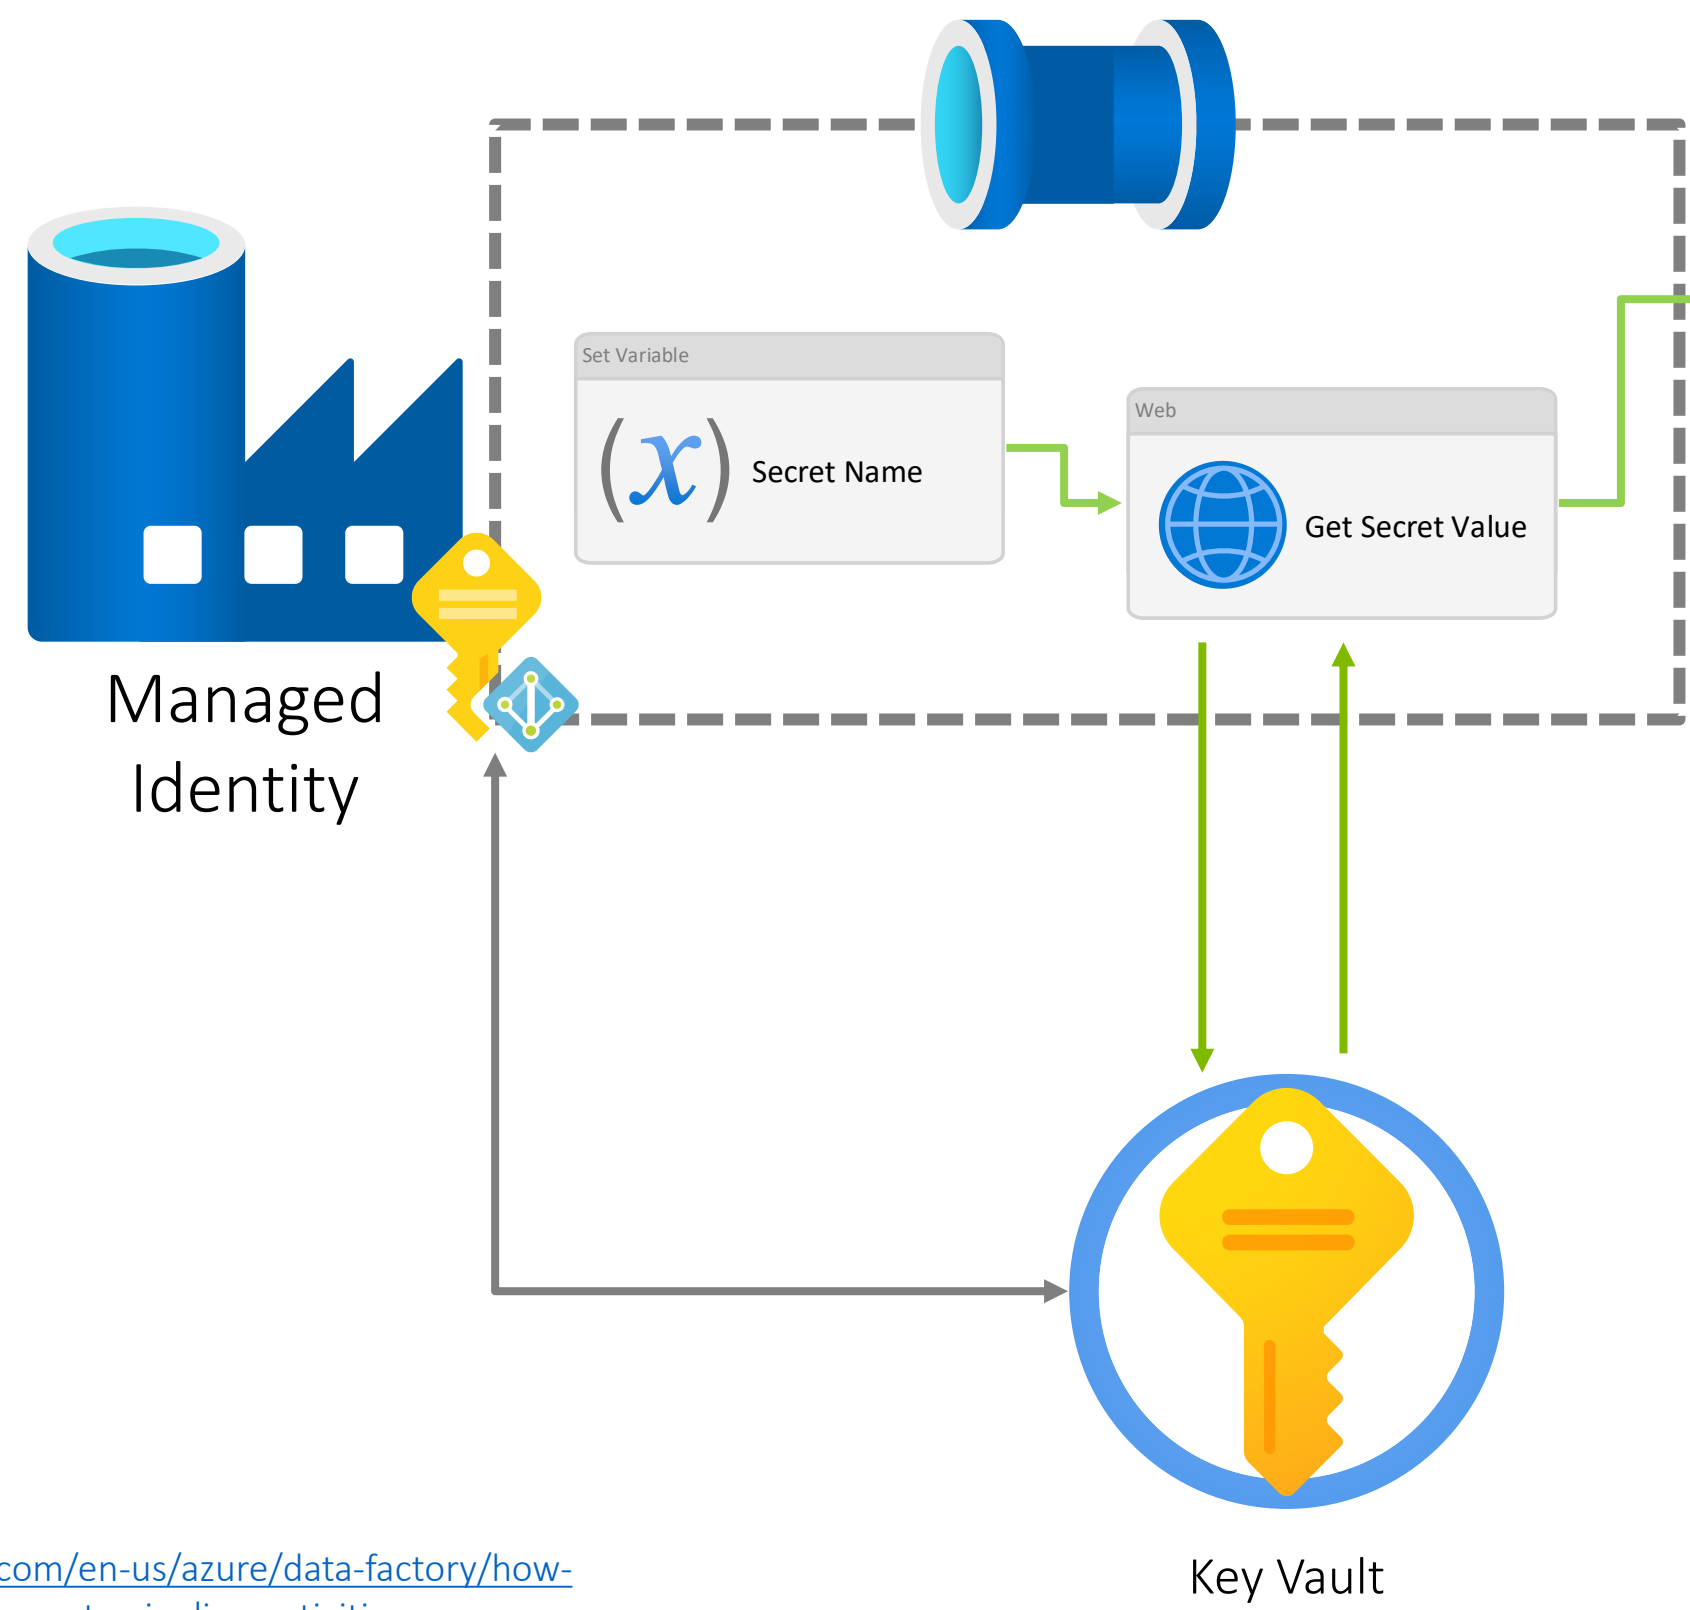 Set Variable
(x) Secret Name
Web
Get Secret Value
Managed
Identity
com/en-us/azure/data-factory/how-
Key Vault